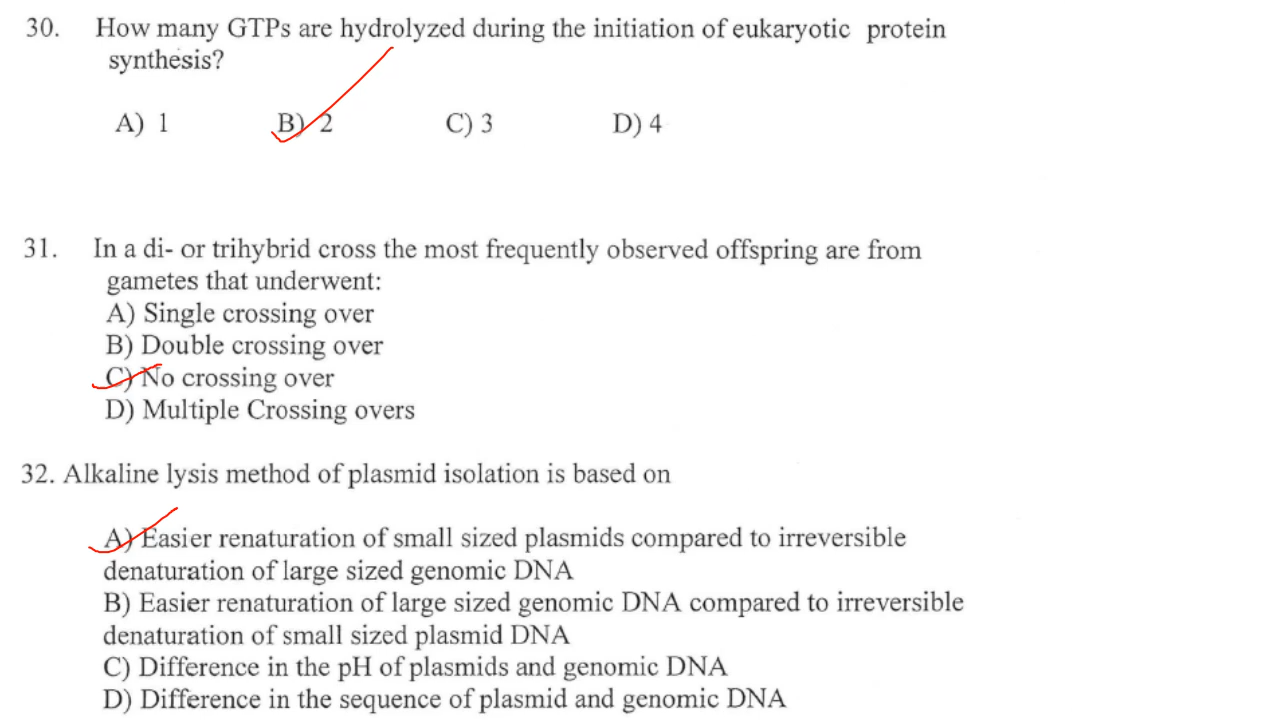 30. How many GTPs are hydrolyzed during the initiation of eukaryotic protein
synthesis?
A) 1 B) 2 C) 3 D) 4
31. In a di- or trihybrid cross the most frequently observed offspring are from
gametes that underwent:
A) Single crossing over
B) Double crossing over
C) No crossing over
D) Multiple Crossing overs
32. Alkaline lysis method of plasmid isolation is based on
A) Easier renaturation of small sized plasmids compared to irreversible
denaturation of large sized genomic DNA
B) Easier renaturation of large sized genomic DNA compared to irreversible
denaturation of small sized plasmid DNA
C) Difference in the pH of plasmids and genomic DNA
D) Difference in the sequence of plasmid and genomic DNA